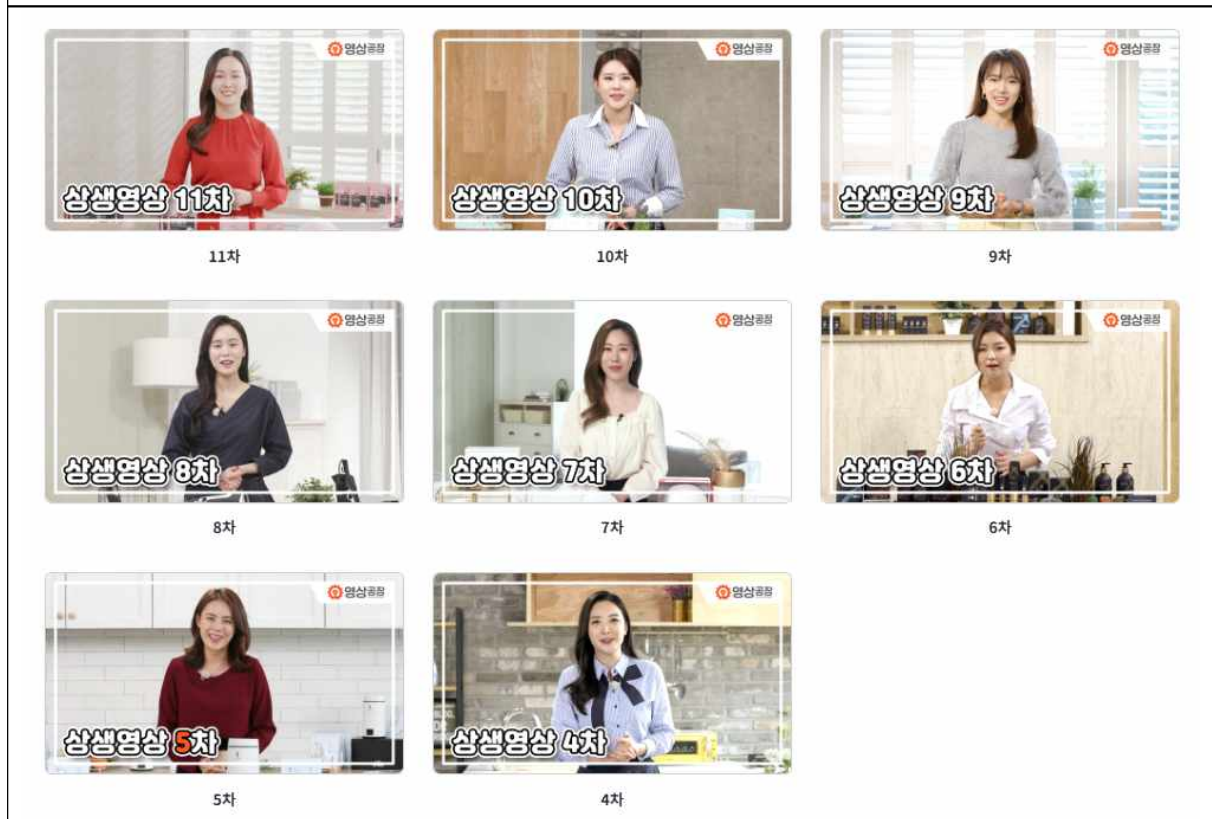 영상공장
상생영상 11차
11차
영상공장
상생영상 10차
10차
영상공장
상생영상 9차
9차
영상공장
상생영상 8차
8차
영상공장
상생영상 7차
7차
영상공장
상생영상 6차
6차
영상공장
상생영상 5차
5차
영상공장
상생영상 4차
4차